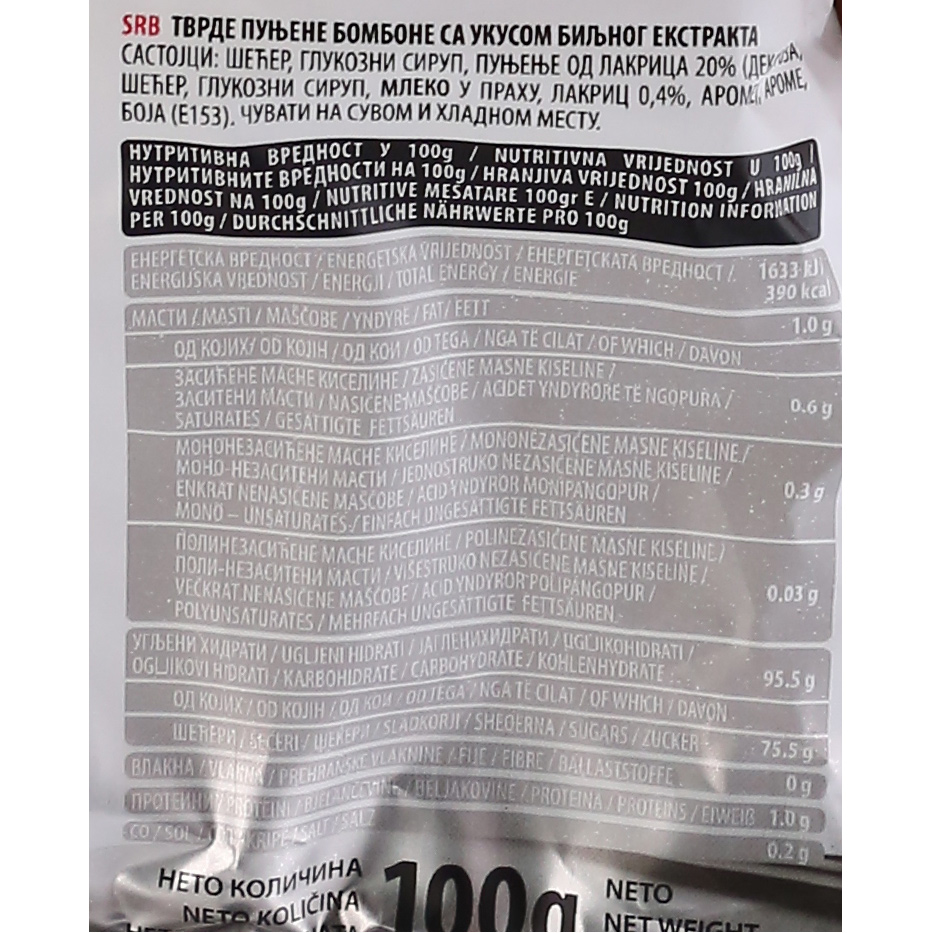 SRB ТВРДЕ ПУЊЕНЕ БОМБОНЕ СА УКУСОМ БИЉНОГ ЕКСТРАКТА
САСТОЈЦИ: ШЕЋЕР, ГЛУКОЗНИ СИРУП, ПУЊЕЊЕ ОД ЛАКРИЦА 20%
ШЕЋЕР, ГЛУКОЗНИ СИРУП, МЛЕКО У ПРАХУ, ЛАКРИЦ 0,4%, АРОМЕ,
БОЈА (E153). ЧУВАТИ НА СУВОМ И ХЛАДНОМ МЕСТУ.
НУТРИТИВНА ВРЕДНОСТ У 100g / NUTRITIVNA VRIJEDNOST U 100g /
НУТРИТИВНИТЕ ВРЕДНОСТИ НА 100g / HRANJIVA VRIJEDNOST 100g / HRANILNA
VREDNOST NA 100g / NUTRITIVE MESATARE 100gr E / NUTRITION INFORMATION
PER 100g / DURCHSCHNITTLICHE NÄHRWERTE PRO 100g
ЕНЕРГЕТСКА ВРЕДНОСТ / ENERGETSKA VRIJEDNOST / ЕНЕРГЕТСКАТА ВРЕДНОСТ / 1633 kJ
ENERGIJSKA VREDNOST / ENERGJI / TOTAL ENERGY / ENERGIE 390 kcal
МАСТИ / MASTI / MAŠČOBE / YNDYRE / FAT / FETT 1.0 g
ОД КОЈИХ / OD KOJIH / ОД КОИ / OD TEGA / NGA TË CILAT / OF WHICH / DAVON
ЗАСИЋЕНЕ МАСНЕ КИСЕЛИНЕ / ZASIĆENE MASNE KISELINE /
ЗАСИТЕНИ МАСТИ / NASIČENE MAŠČOBE / ACIDET YNDYRORE TË NGOPURA / 0.6 g
SATURATES / GESÄTTIGTE FETTSÄUREN
МОНОНЕЗАСИЋЕНЕ МАСНЕ КИСЕЛИНЕ / MONONEZASIĆENE MASNE KISELINE /
МОНО-НЕЗАСИТЕНИ МАСТИ / JEDNOSTRUKO NEZASIĆENE MASNE KISELINE /
ENKRAT NENASIČENE MAŠČOBE / ACID YNDYROR MONIPANGOPUR / 0.3 g
MONO - UNSATURATES / EINFACH UNGESÄTTIGTE FETTSÄUREN
ПОЛИНЕЗАСИЋЕНЕ МАСНЕ КИСЕЛИНЕ / POLINEZASIĆENE MASNE KISELINE /
ПОЛИ-НЕЗАСИТЕНИ МАСТИ / VIŠESTRUKO NEZASIĆENE MASNE KISELINE /
VEČKRAT NENASIČENE MAŠČOBE / ACID YNDYROR POLIPANGOPUR / 0.03 g
POLYUNSATURATES / MEHRFACH UNGESÄTTIGTE FETTSÄUREN
УГЉЕНИ ХИДРАТИ / UGLJENI HIDRATI / ЈАГЛЕНИХИДРАТИ / UGLJIKOHIDRATI /
OGLJIKOVI HIDRATI / KARBOHIDRATE / CARBOHYDRATE / KOHLENHYDRATE 95.5 g
ОД КОЈИХ / OD KOJIH / ОД КОИ / OD TEGA / NGA TË CILAT / OF WHICH / DAVON
ШЕЋЕРИ / ŠEĆERI / ШЕЌЕРИ / SLADKORJI / SHEQERNA / SUGARS / ZUCKER 75.5 g
ВЛАКНА / VLAKNA / PREHRANSKE VLAKNINE / FIJE / FIBRE / BALLASTSTOFFE 0 g
ПРОТЕИНИ / PROTEINI / BJELANČEVINE / BELJAKOVINE / PROTEINA / PROTEINS / EIWEIß 1.0 g
СО / SOL / KRIPE / SALT / SALZ 0.2 g
НЕТО КОЛИЧИНА
NETO KOLIČINA
100g
NETO
NET WEIGHT